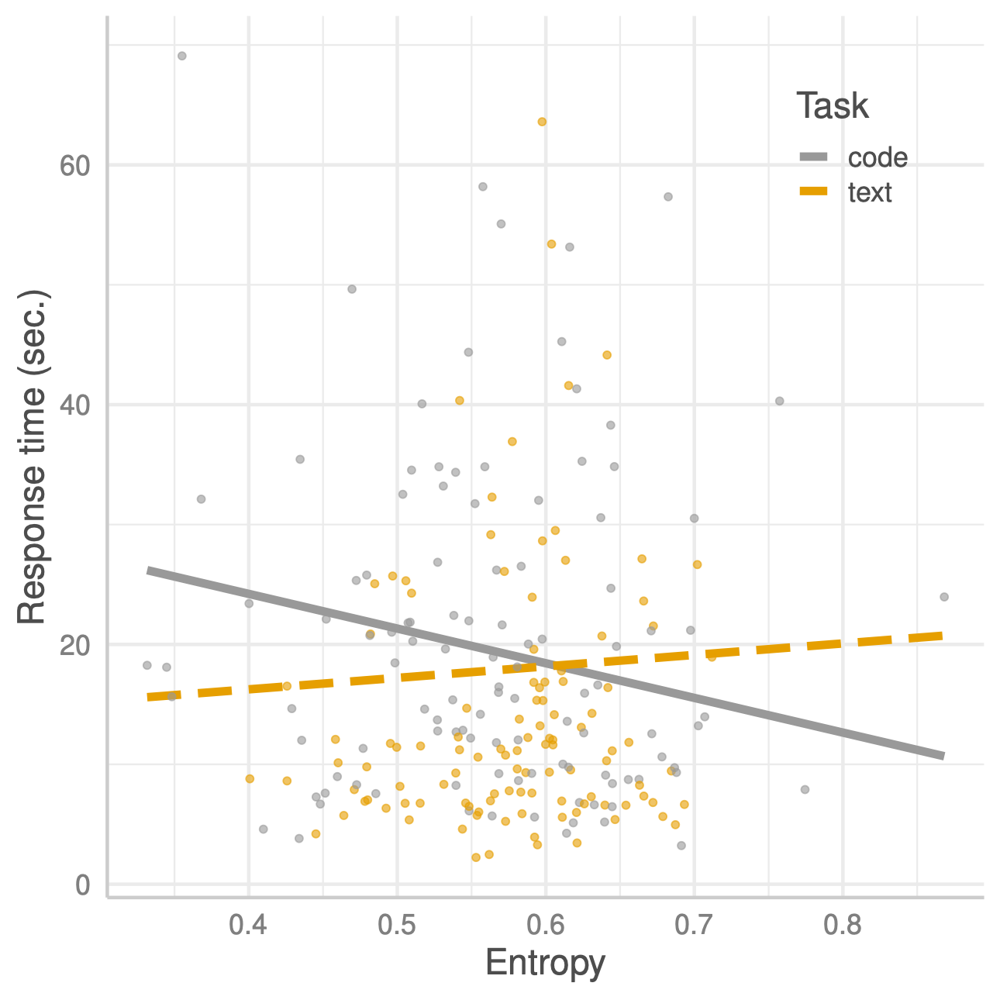 Task
code
text
60
40
20
0
Response time (sec.)
0.4 0.5 0.6 0.7 0.8
Entropy